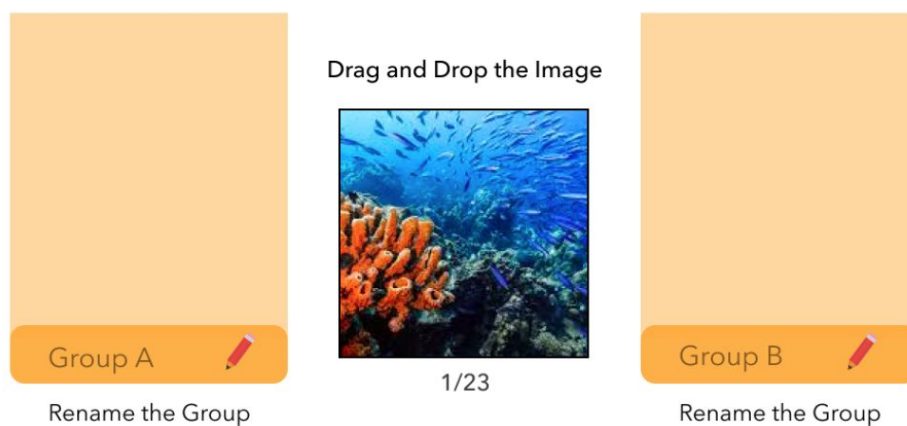 Drag and Drop the Image
Group A
Rename the Group
1/23
Group B
Rename the Group